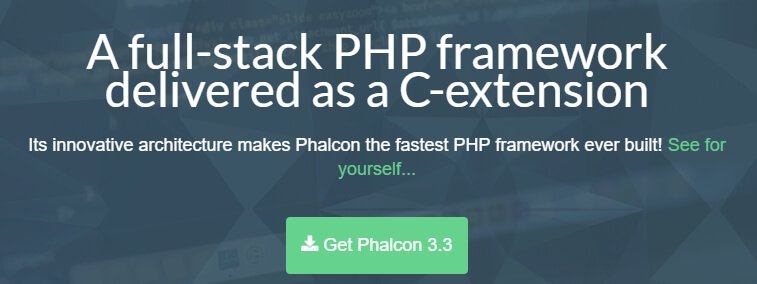 A full-stack PHP framework
delivered as a C-extension
Its innovative architecture makes Phalcon the fastest PHP framework ever built! See for
yourself...
Get Phalcon 3.3